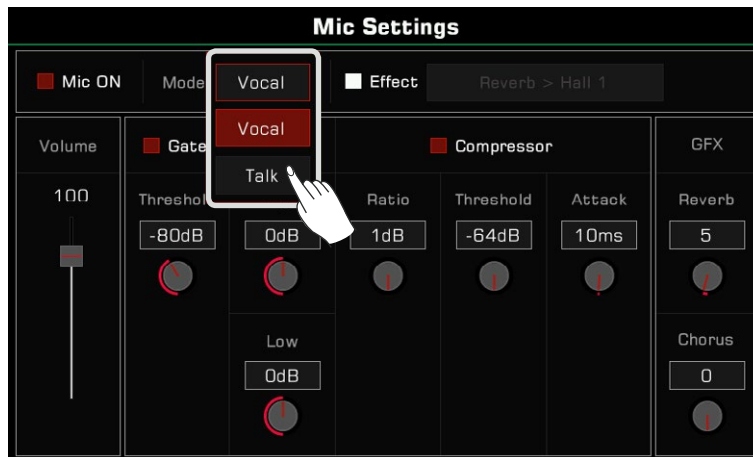 Mic Settings
Mic ON Mode Vocal Effect Reverb > Hall 1
Vocal
Talk
Volume Gate Compressor GFX
100 Threshol Ratio Threshold Attack Reverb
-80dB 0dB 1dB -64dB 10ms 5
Low Chorus
0dB 0